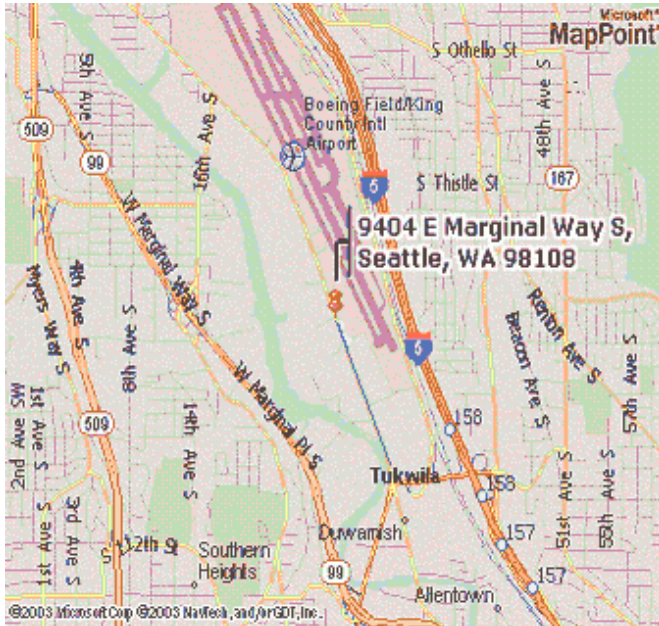 Microsoft®
MapPoint®
S Othello St
5th Ave S
16th Ave S
48th Ave S
509
99
Boeing Field/King
County Intl
Airport
5
S Thistle St
167
9404 E Marginal Way S,
Seattle, WA 98108
W Marginal Way S
Myers Way S
4th Ave S
8th Ave S
Renton Ave S
Beacon Ave S
57th Ave S
5
1st Ave S
2nd Ave SW
14th Ave S
W Marginal Pl S
509
158
Tukwila
158
51st Ave S
55th Ave S
1st Ave S
3rd Ave S
S 112th St
Duwamish
157
Southern
Heights
99
157
Allentown
©2003 Microsoft Corp ©2003 NavTech, and/or GDT, Inc.